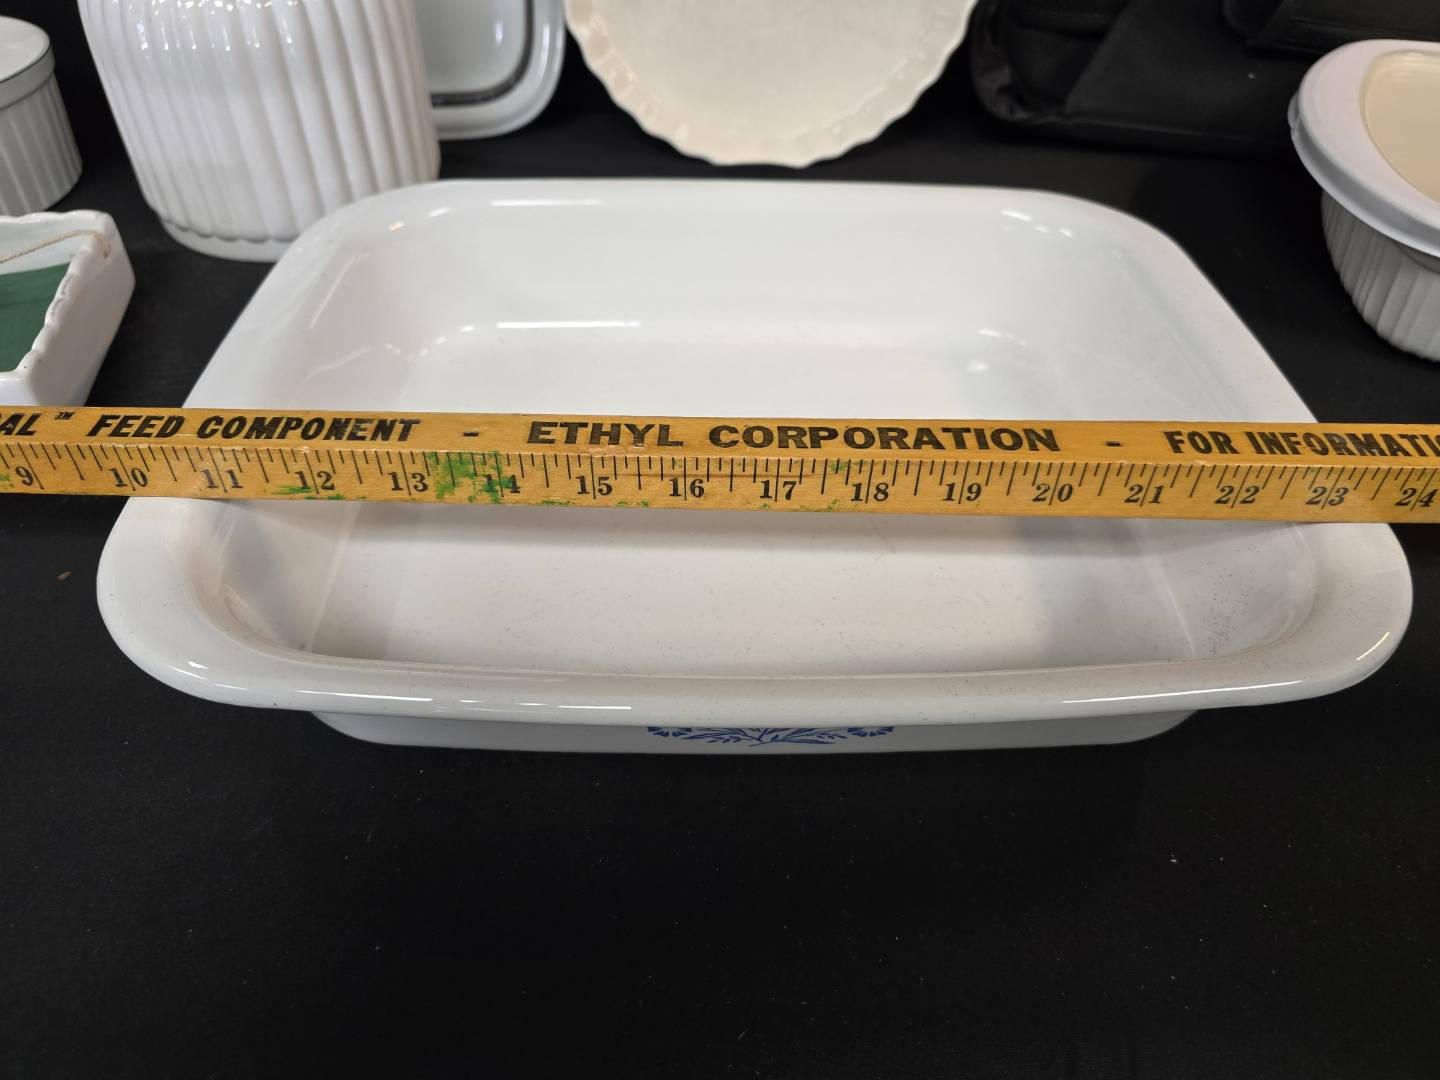 AL™ FEED COMPONENT - ETHYL CORPORATION - FOR INFORMATI
9 10 11 12 13 14 15 16 17 18 19 20 21 22 23 24